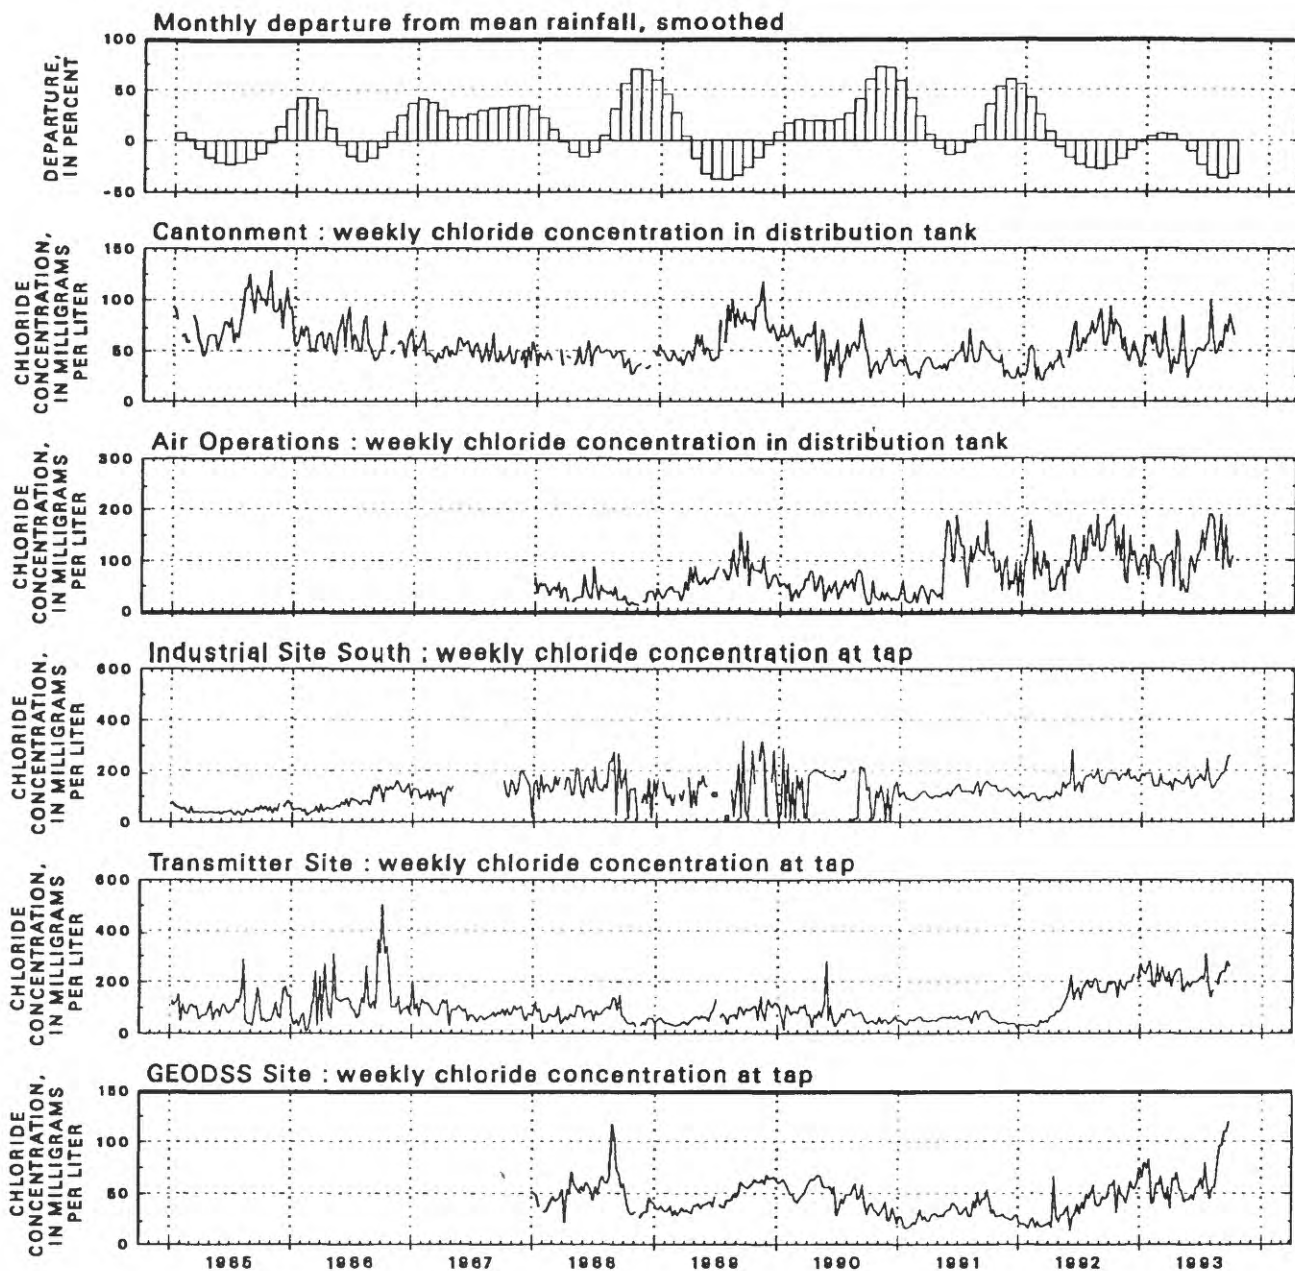 Monthly departure from mean rainfall, smoothed
DEPARTURE,
IN PERCENT
100
50
0
-50
Cantonment : weekly chloride concentration in distribution tank
CHLORIDE
CONCENTRATION,
IN MILLIGRAMS
PER LITER
150
100
50
0
Air Operations : weekly chloride concentration in distribution tank
CHLORIDE
CONCENTRATION,
IN MILLIGRAMS
PER LITER
300
200
100
0
Industrial Site South : weekly chloride concentration at tap
CHLORIDE
CONCENTRATION,
IN MILLIGRAMS
PER LITER
600
400
200
0
Transmitter Site : weekly chloride concentration at tap
CHLORIDE
CONCENTRATION,
IN MILLIGRAMS
PER LITER
600
400
200
0
GEODSS Site : weekly chloride concentration at tap
CHLORIDE
CONCENTRATION,
IN MILLIGRAMS
PER LITER
150
100
50
0
1985 1986 1987 1988 1989 1990 1991 1992 1993